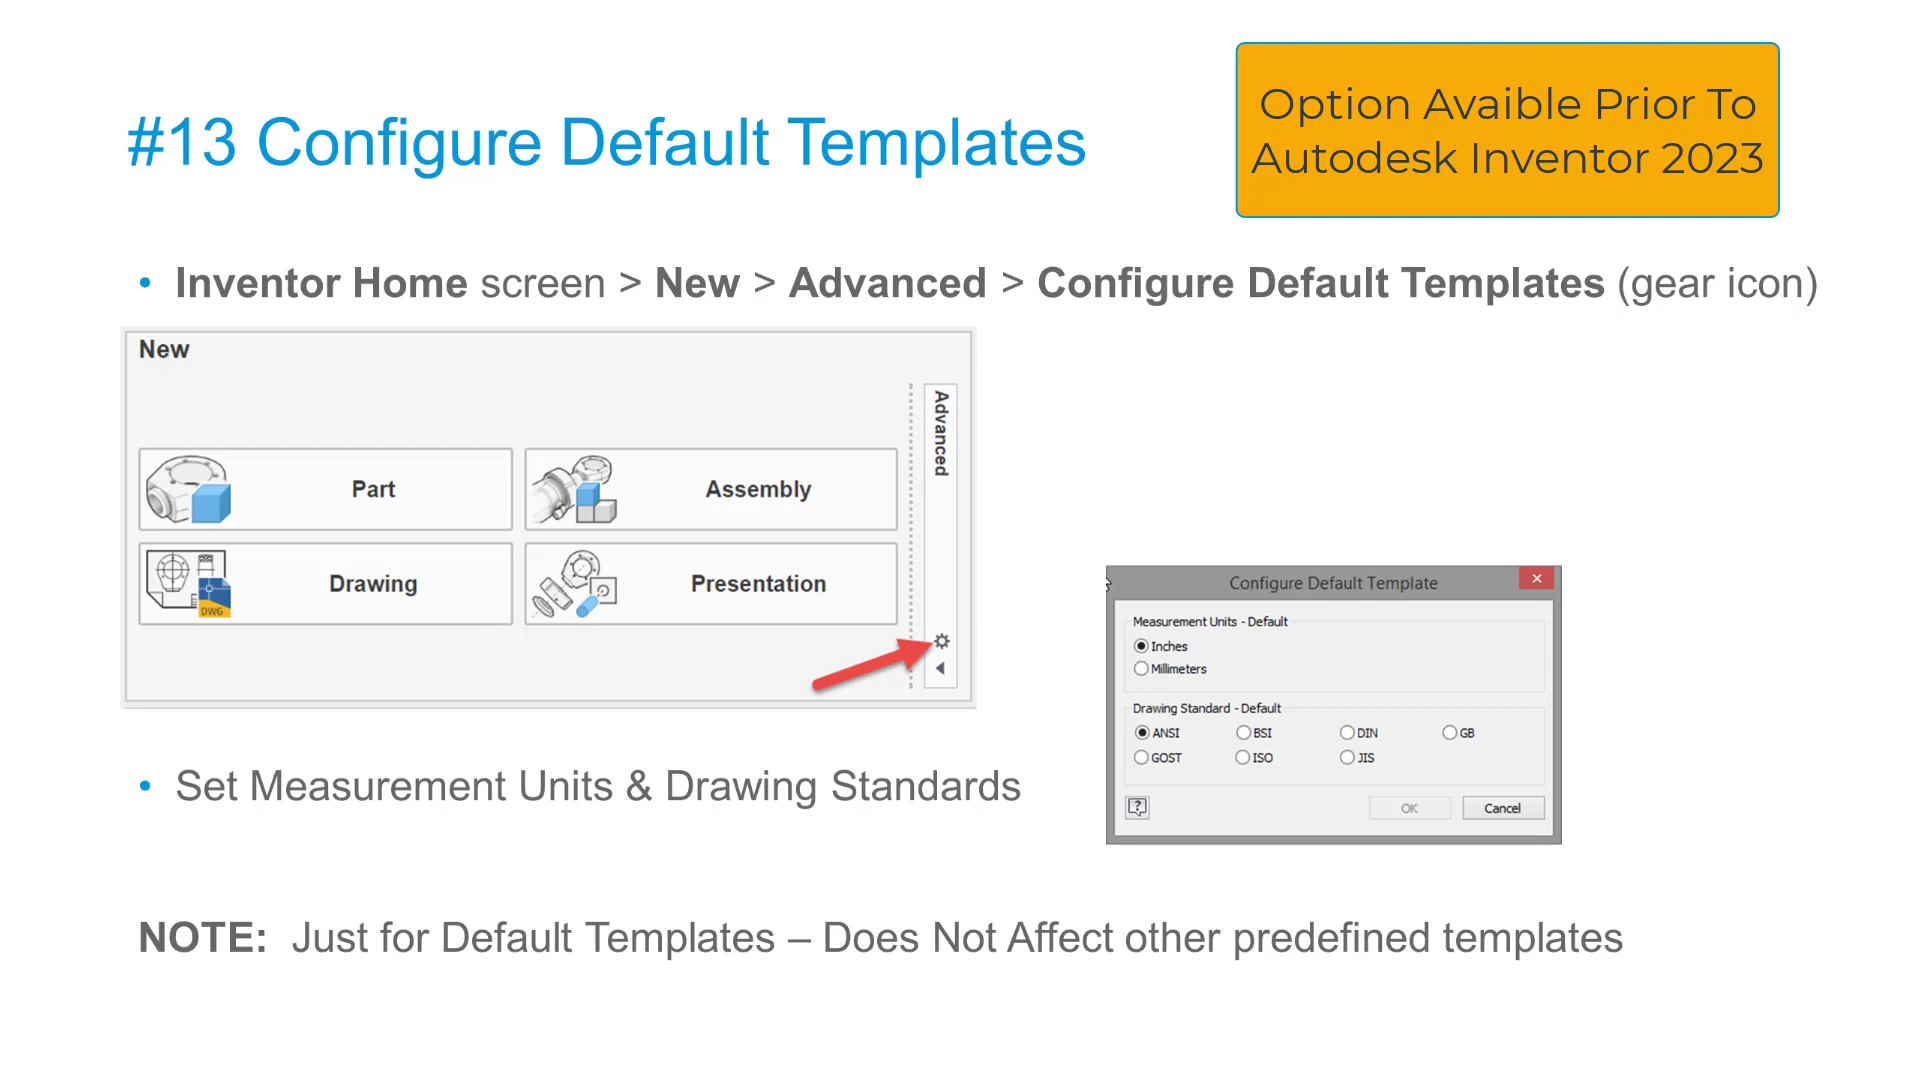 #13 Configure Default Templates
Option Avaible Prior To
Autodesk Inventor 2023
• Inventor Home screen > New > Advanced > Configure Default Templates (gear icon)
New
Advanced
Part
Assembly
Drawing
DWG
Presentation
Configure Default Template
Measurement Units - Default
Inches
Millimeters
Drawing Standard - Default
ANSI BSI DIN GB
GOST ISO JIS
? OK Cancel
• Set Measurement Units & Drawing Standards
NOTE: Just for Default Templates – Does Not Affect other predefined templates